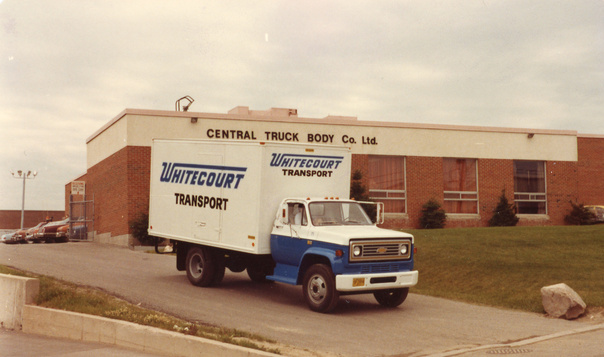 CENTRAL TRUCK BODY Co. Ltd.
WHITECOURT
TRANSPORT
WHITECOURT
TRANSPORT